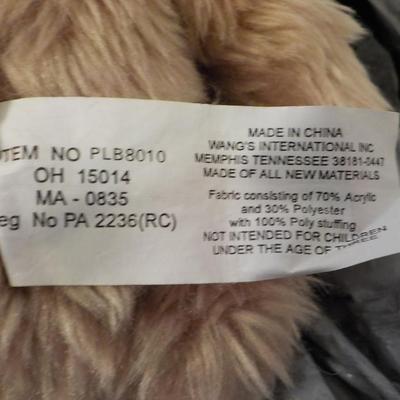 ITEM NO PLB8010
OH 15014
MA - 0835
eg No PA 2236(RC)
MADE IN CHINA
WANG'S INTERNATIONAL INC
MEMPHIS TENNESSEE 38181-0447
MADE OF ALL NEW MATERIALS
Fabric consisting of 70% Acrylic
and 30% Polyester
with 100% Poly stuffing
NOT INTENDED FOR CHILDREN
UNDER THE AGE OF THREE